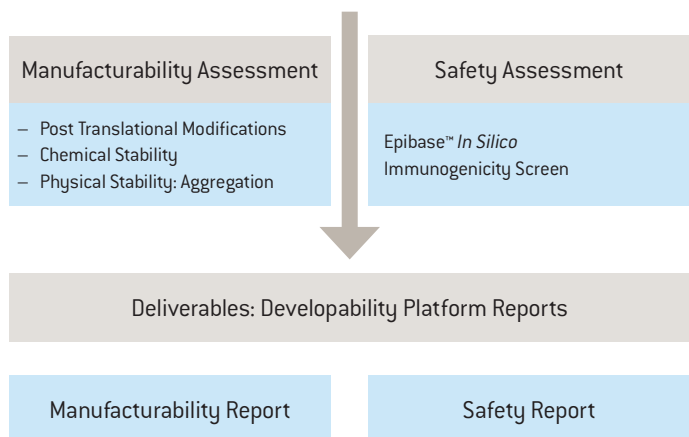 Manufacturability Assessment
– Post Translational Modifications
– Chemical Stability
– Physical Stability: Aggregation
Safety Assessment
Epibase™ In Silico
Immunogenicity Screen
Deliverables: Developability Platform Reports
Manufacturability Report
Safety Report